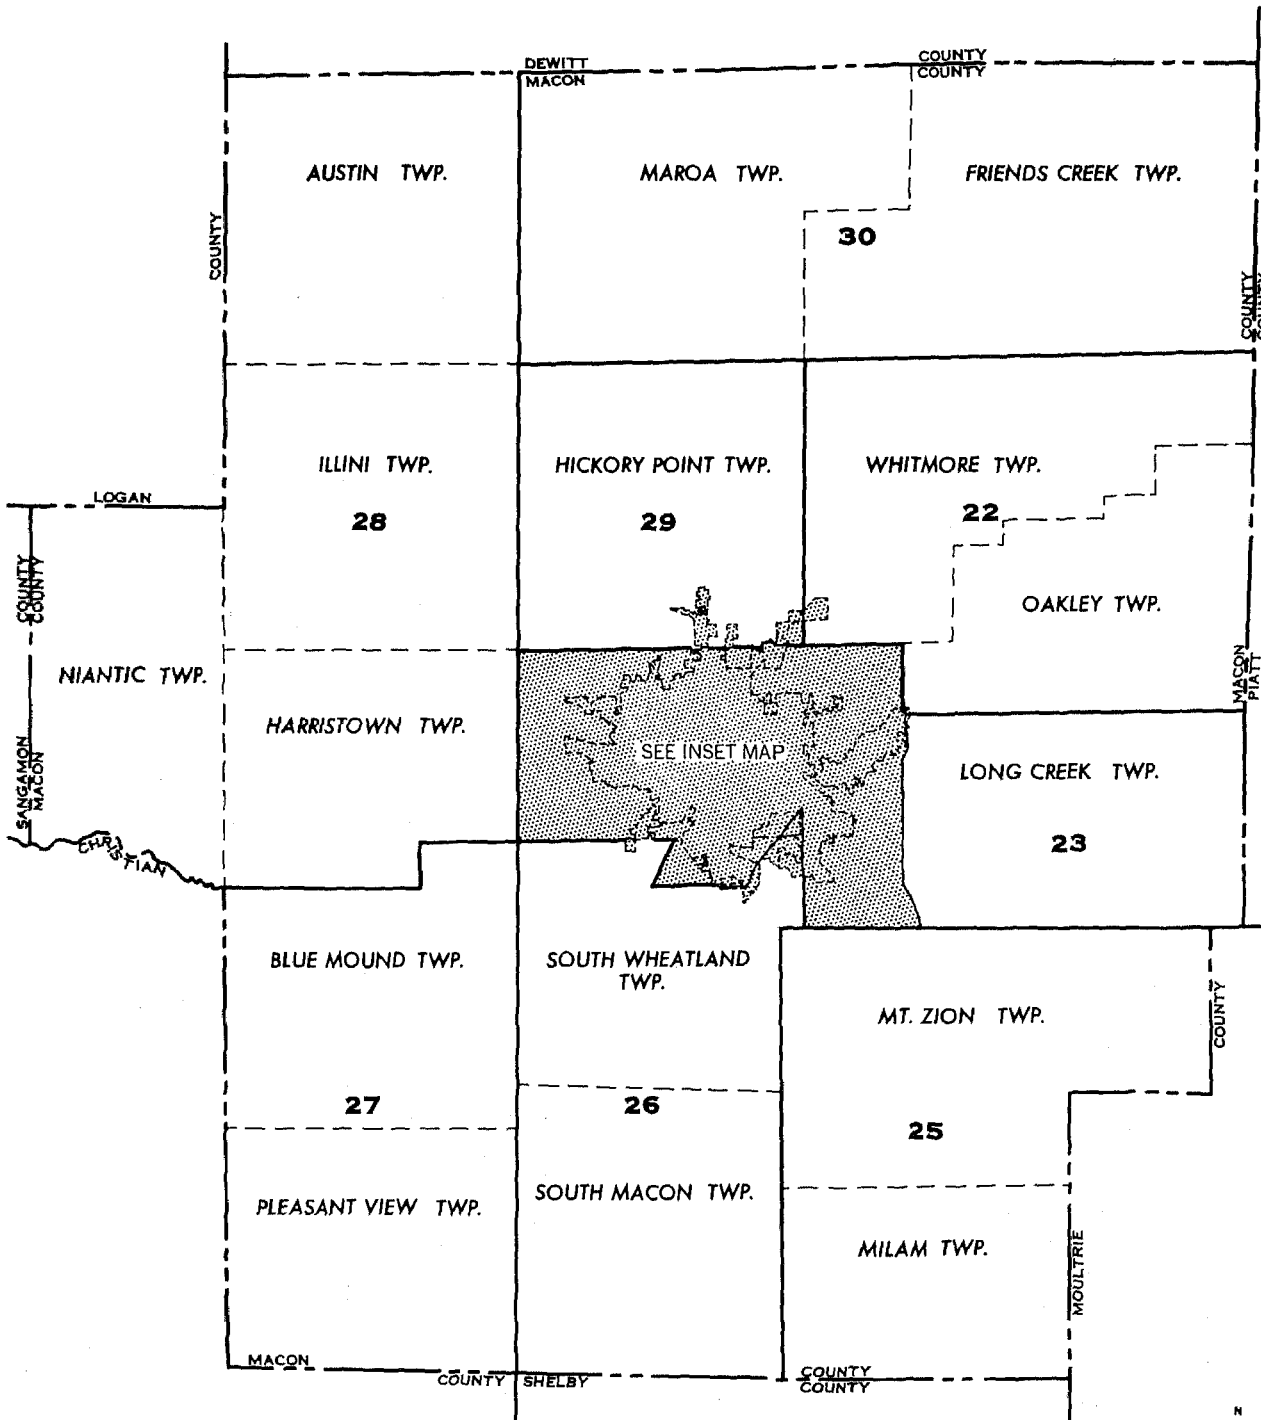 DEWITT
MACON
COUNTY
COUNTY
AUSTIN TWP.
MAROA TWP.
FRIENDS CREEK TWP.
COUNTY
30
COUNTY
COUNTY
ILLINI TWP.
HICKORY POINT TWP.
WHITMORE TWP.
LOGAN
28
29
22
COUNTY
COUNTY
OAKLEY TWP.
NIANTIC TWP.
MACON
PIATT
HARRISTOWN TWP.
SEE INSET MAP
LONG CREEK TWP.
SANGAMON
MACON
CHRISTIAN
23
BLUE MOUND TWP.
SOUTH WHEATLAND
TWP.
MT. ZION TWP.
COUNTY
27
26
25
PLEASANT VIEW TWP.
SOUTH MACON TWP.
MILAM TWP.
MOULTRIE
MACON
COUNTY
SHELBY
COUNTY
COUNTY
N